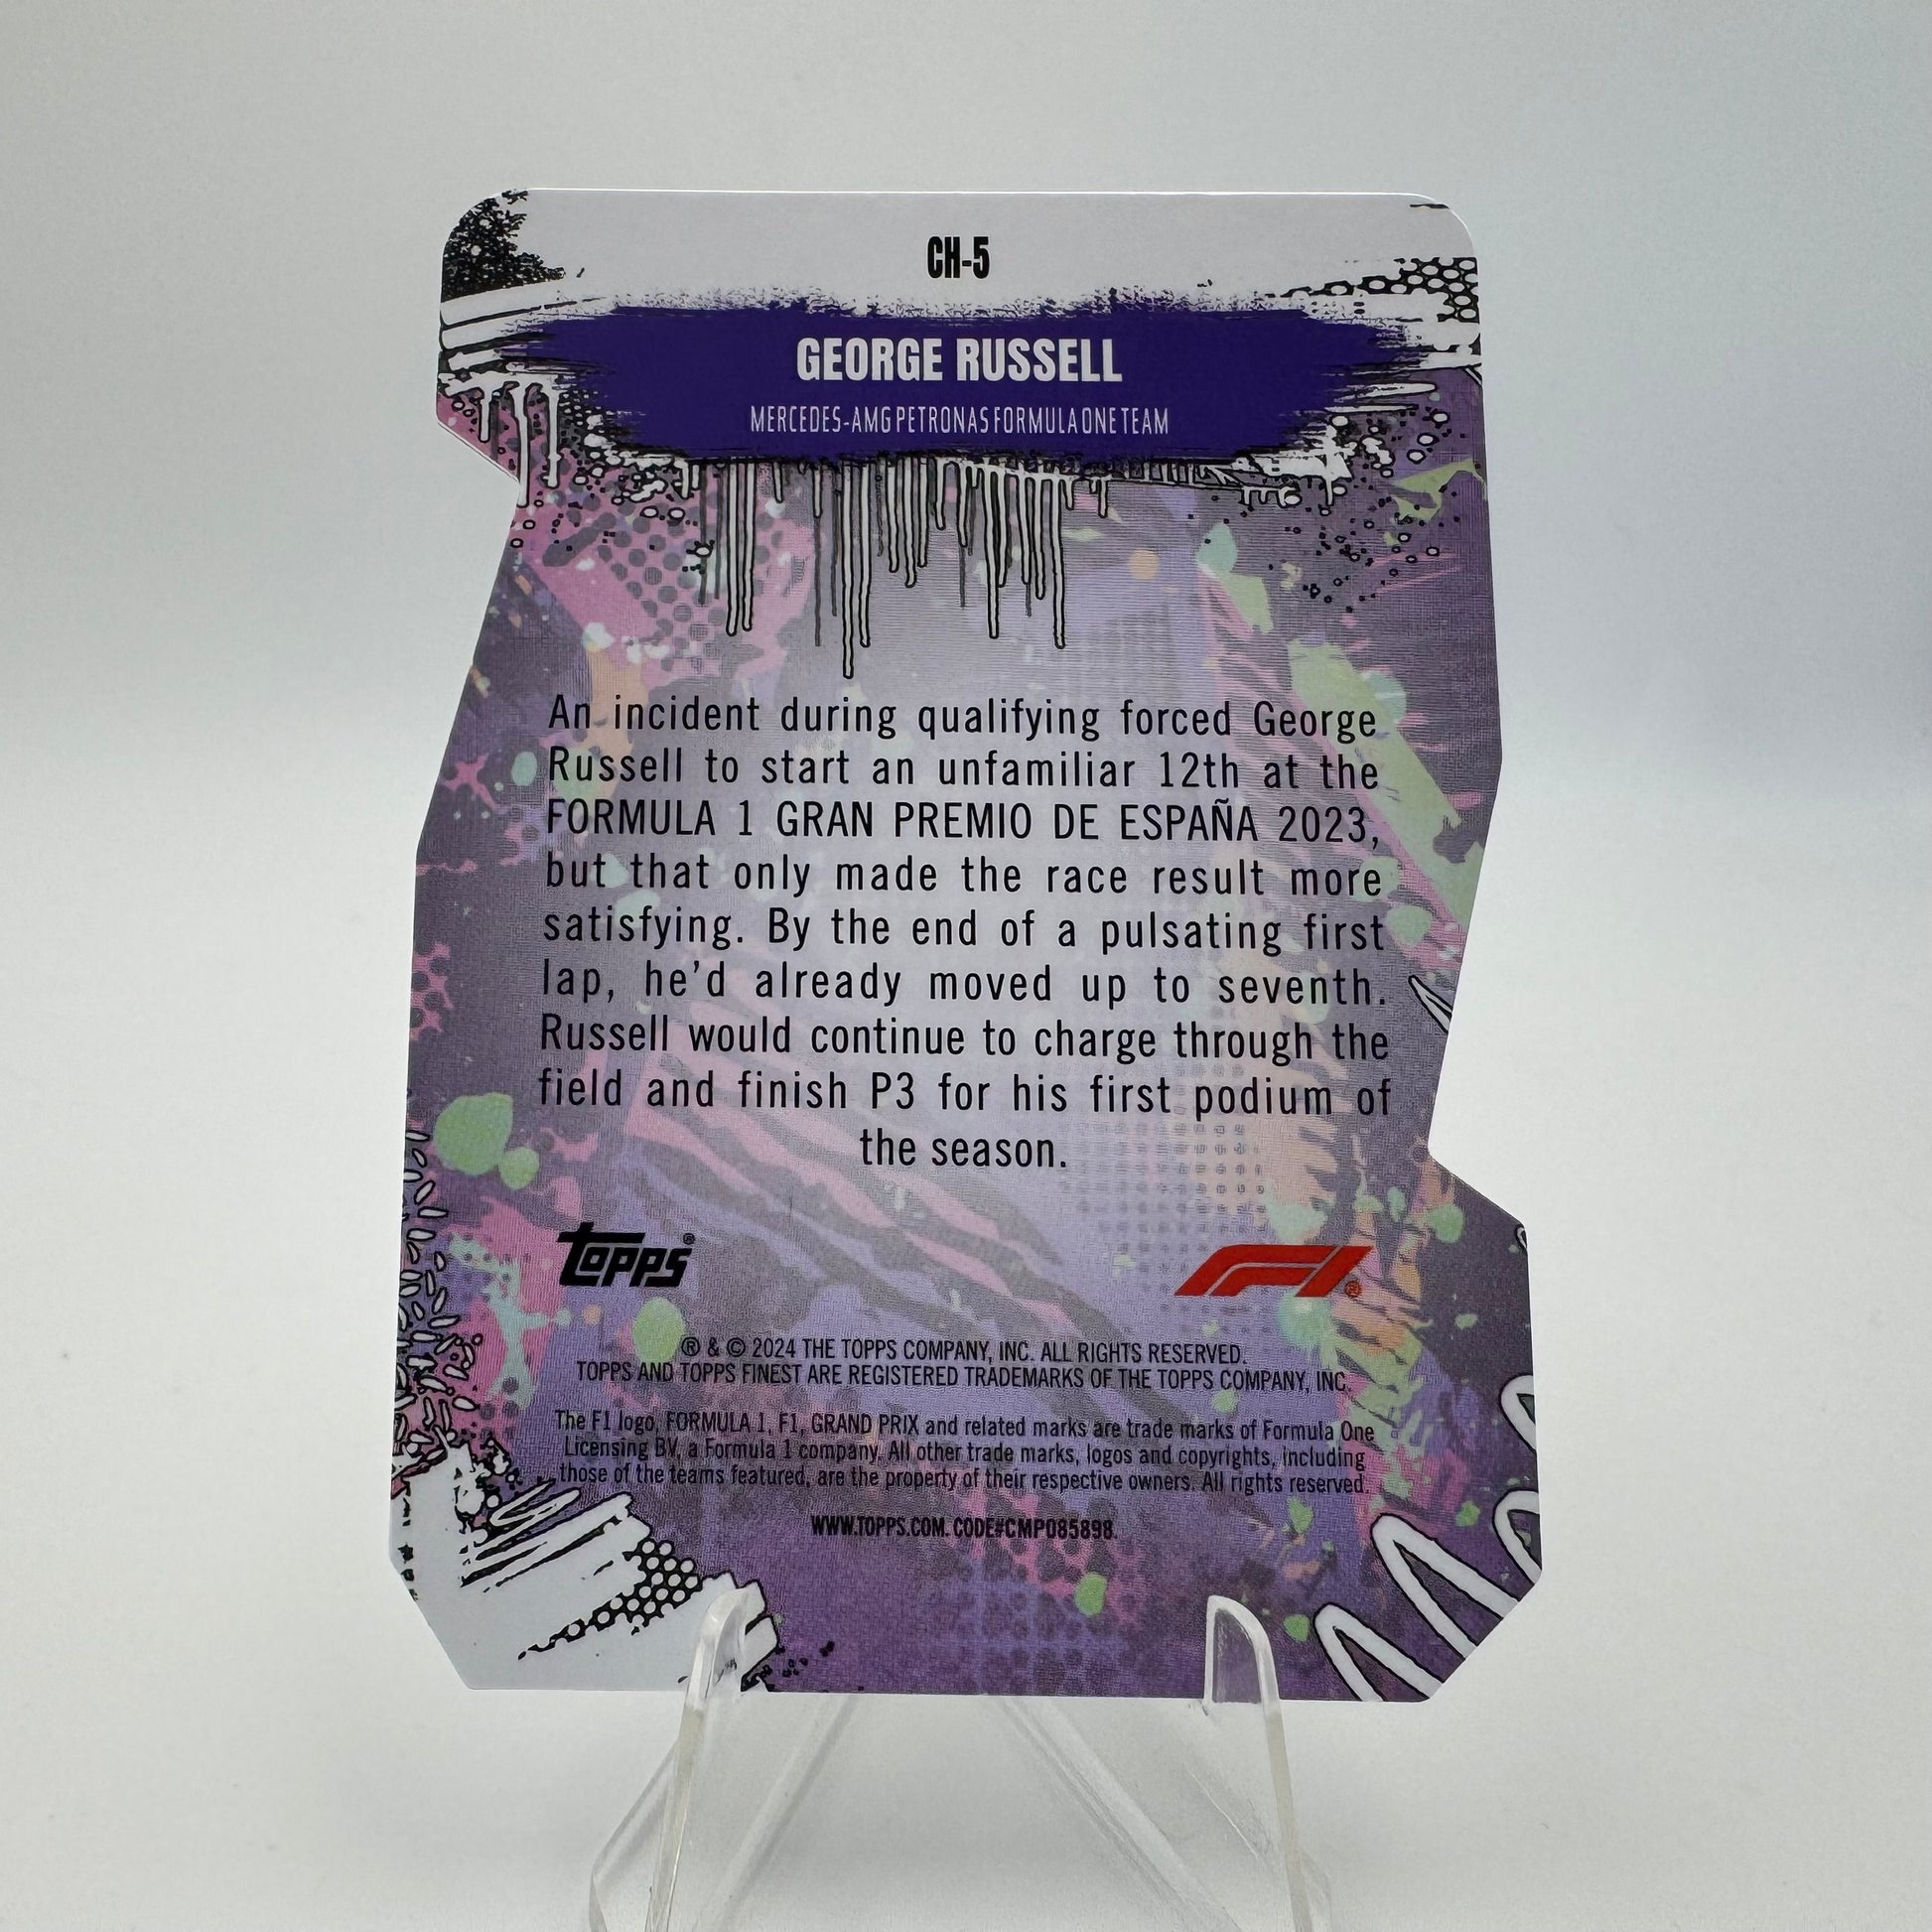 CH-5
GEORGE RUSSELL
MERCEDES-AMG PETRONAS FORMULA ONE TEAM
An incident during qualifying forced George
Russell to start an unfamiliar 12th at the
FORMULA 1 GRAN PREMIO DE ESPAÑA 2023,
but that only made the race result more
satisfying. By the end of a pulsating first
lap, he’d already moved up to seventh.
Russell would continue to charge through the
field and finish P3 for his first podium of
the season.
topps®
F1®
® & © 2024 THE TOPPS COMPANY, INC. ALL RIGHTS RESERVED.
TOPPS AND TOPPS FINEST ARE REGISTERED TRADEMARKS OF THE TOPPS COMPANY, INC.
The F1 logo, FORMULA 1, F1, GRAND PRIX and related marks are trade marks of Formula One
Licensing BV, a Formula 1 company. All other trade marks, logos and copyrights, including
those of the teams featured, are the property of their respective owners. All rights reserved.
WWW.TOPPS.COM. CODE#CMP085898.